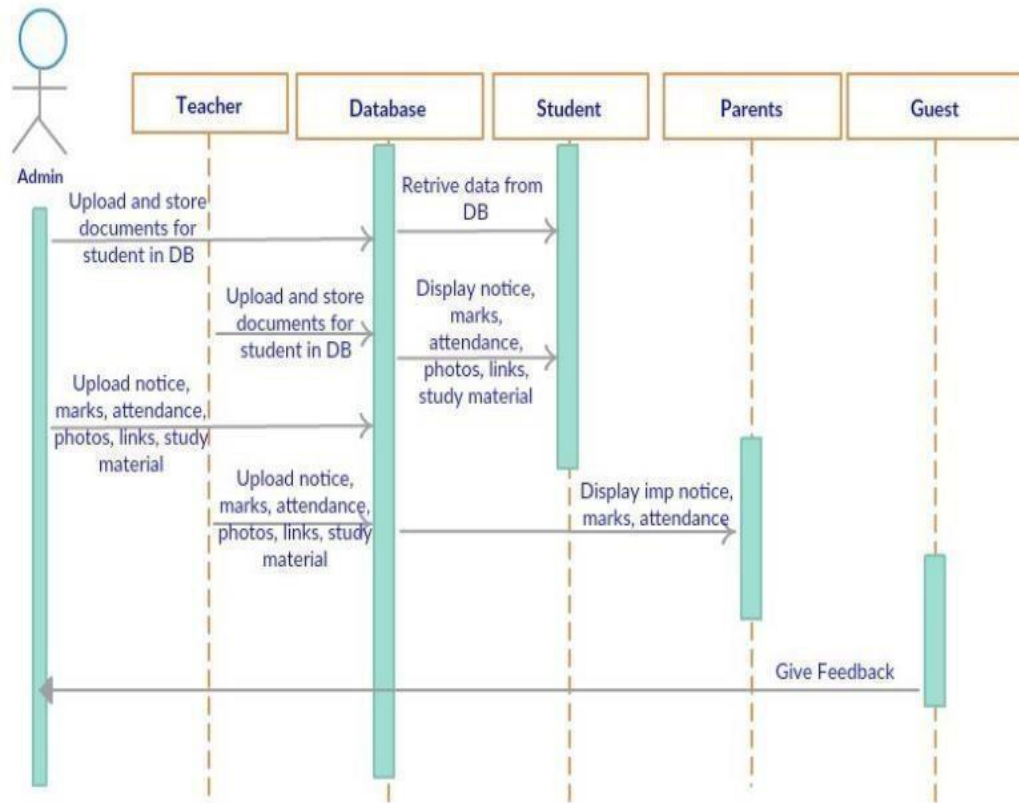 Admin
Teacher
Database
Student
Parents
Guest
Upload and store
documents for
student in DB
Retrive data from
DB
Upload and store
documents for
student in DB
Display notice,
marks,
attendance,
photos, links,
study material
Upload notice,
marks, attendance,
photos, links, study
material
Upload notice,
marks, attendance,
photos, links, study
material
Display imp notice,
marks, attendance
Give Feedback